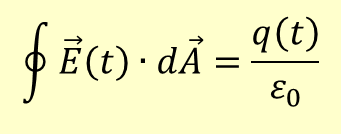 ∮ E⃗(t) · dA⃗ = q(t)/ε₀